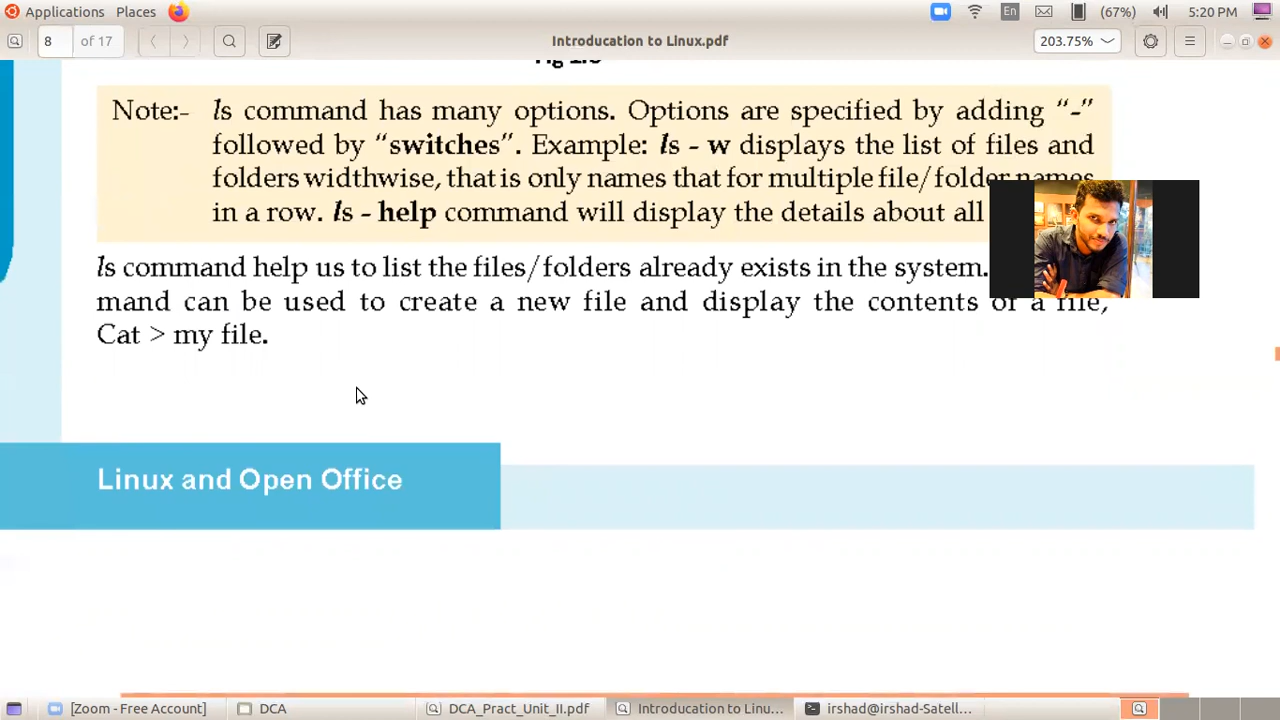 Applications Places En (67%) 5:20 PM
8 of 17 Introducation to Linux.pdf 203.75%
Note:- ls command has many options. Options are specified by adding “-”
followed by “switches”. Example: ls - w displays the list of files and
folders widthwise, that is only names that for multiple file/folder names
in a row. ls - help command will display the details about all
ls command help us to list the files/folders already exists in the system.
mand can be used to create a new file and display the contents of a file,
Cat > my file.
Linux and Open Office
[Zoom - Free Account] DCA DCA_Pract_Unit_II.pdf Introducation to Linu... irshad@irshad-Satell...